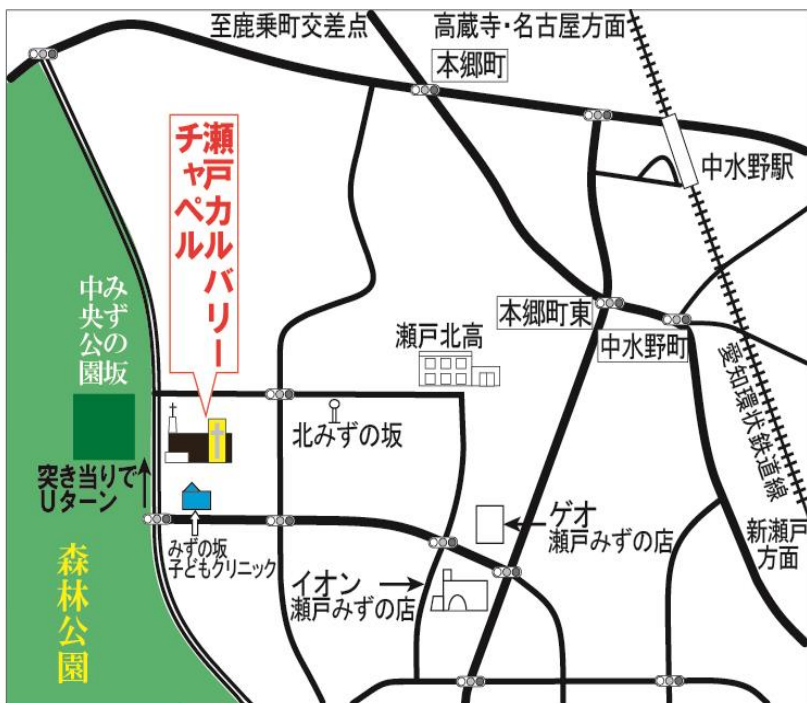 至鹿乗町交差点
高蔵寺・名古屋方面
本郷町
中水野駅
瀬戸カルバリー
チャペル
みずの坂
中央公園
本郷町東
中水野町
瀬戸北高
愛知環状鉄道線
北みずの坂
突き当りで
Uターン
ゲオ
瀬戸みずの店
新瀬戸
方面
みずの坂
子どもクリニック
イオン
瀬戸みずの店
森林公園